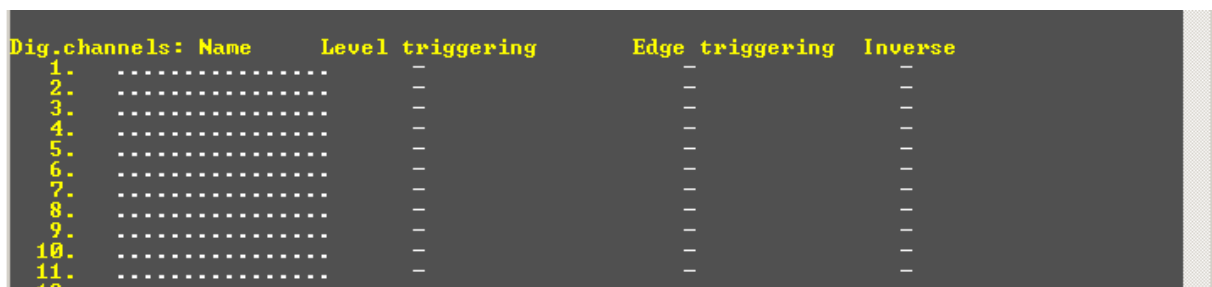 Dig.channels: Name Level triggering Edge triggering Inverse
1. ................ - - -
2. ................ - - -
3. ................ - - -
4. ................ - - -
5. ................ - - -
6. ................ - - -
7. ................ - - -
8. ................ - - -
9. ................ - - -
10. ................ - - -
11. ................ - - -